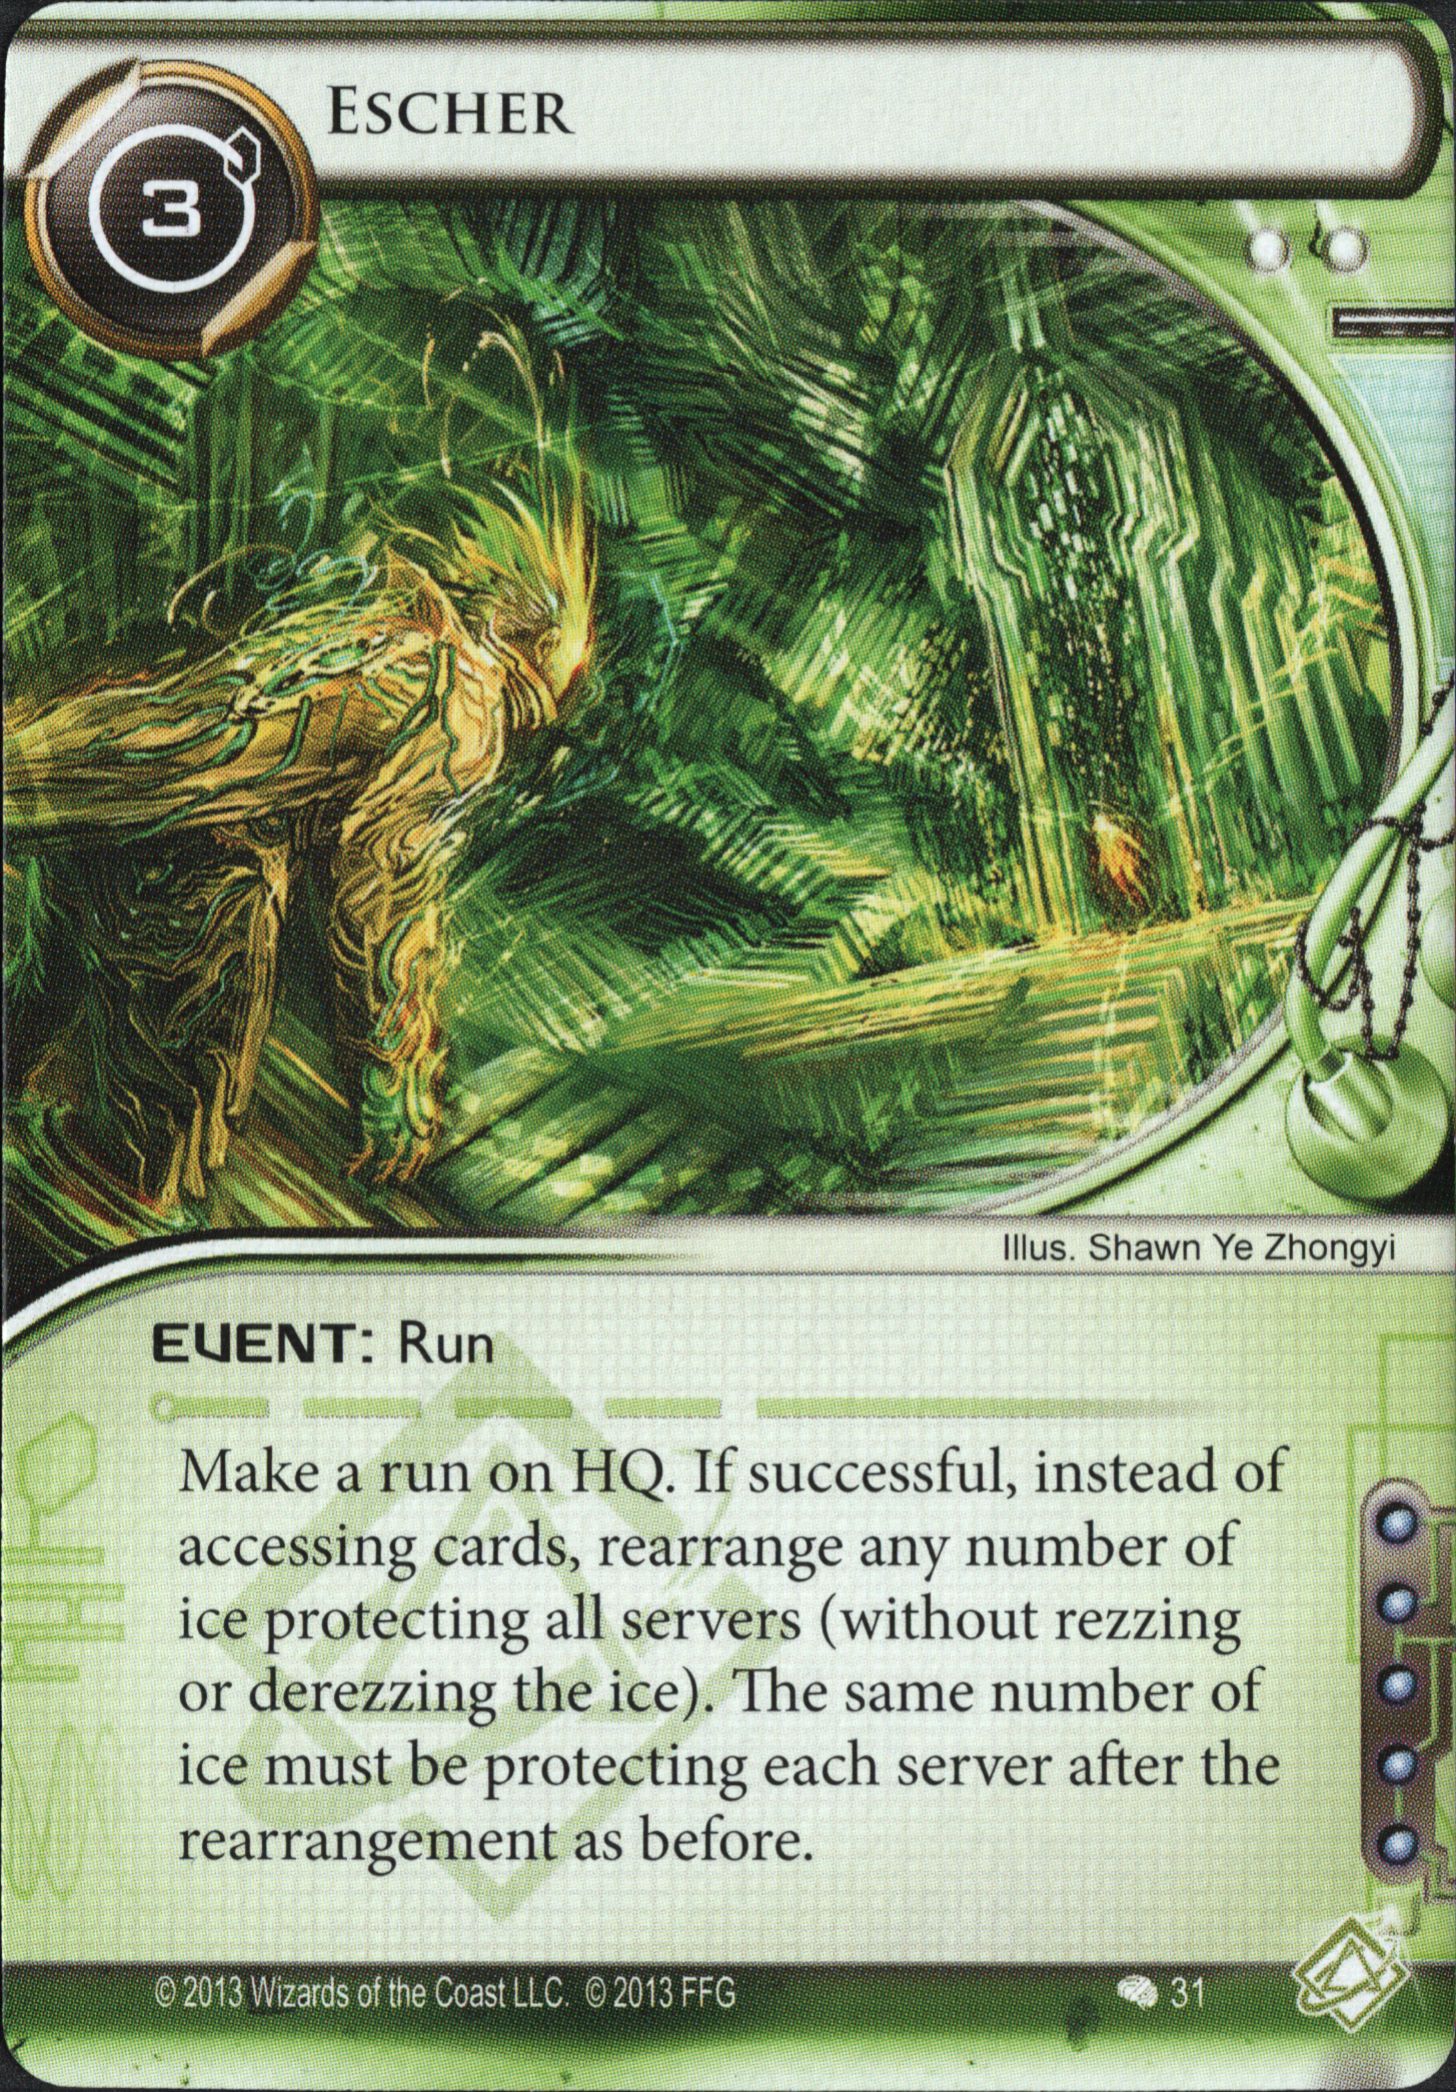 3
Escher
Illus. Shawn Ye Zhongyi
EVENT: Run
Make a run on HQ. If successful, instead of
accessing cards, rearrange any number of
ice protecting all servers (without rezzing
or derezzing the ice). The same number of
ice must be protecting each server after the
rearrangement as before.
© 2013 Wizards of the Coast LLC. © 2013 FFG
31